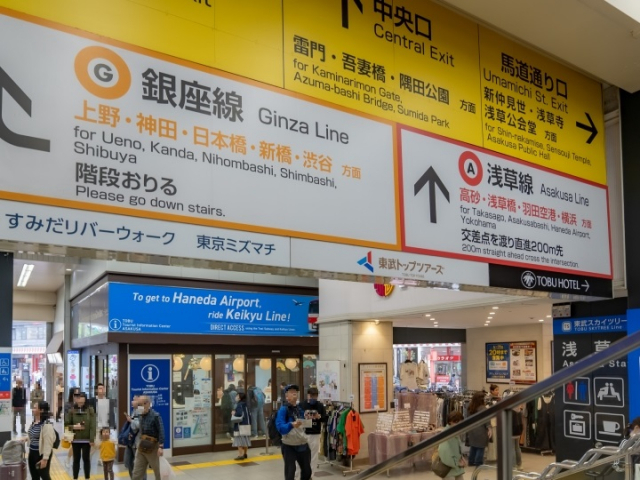 中央口
Central Exit
雷門・吾妻橋・隅田公園 方面
for Kaminarimon Gate,
Azuma-bashi Bridge, Sumida Park
馬道通り口
Umamichi St. Exit
新仲見世・浅草寺
浅草公会堂 方面
for Shin-nakamise, Sensouji Temple,
Asakusa Public Hall
G 銀座線 Ginza Line
上野・神田・日本橋・新橋・渋谷 方面
for Ueno, Kanda, Nihombashi, Shimbashi,
Shibuya
階段おりる
Please go down stairs.
A 浅草線 Asakusa Line
高砂・浅草橋・羽田空港・横浜 方面
for Takasago, Asakusabashi, Haneda Airport,
Yokohama
交差点を渡り直進200m先
200m straight ahead cross the intersection
すみだリバーウォーク 東京ミズマチ
東武トップツアーズ
TOBU HOTEL
To get to Haneda Airport,
ride Keikyu Line!
TOBU
Tourist Information Center
DIRECT ACCESS
東武スカイツリー
浅草